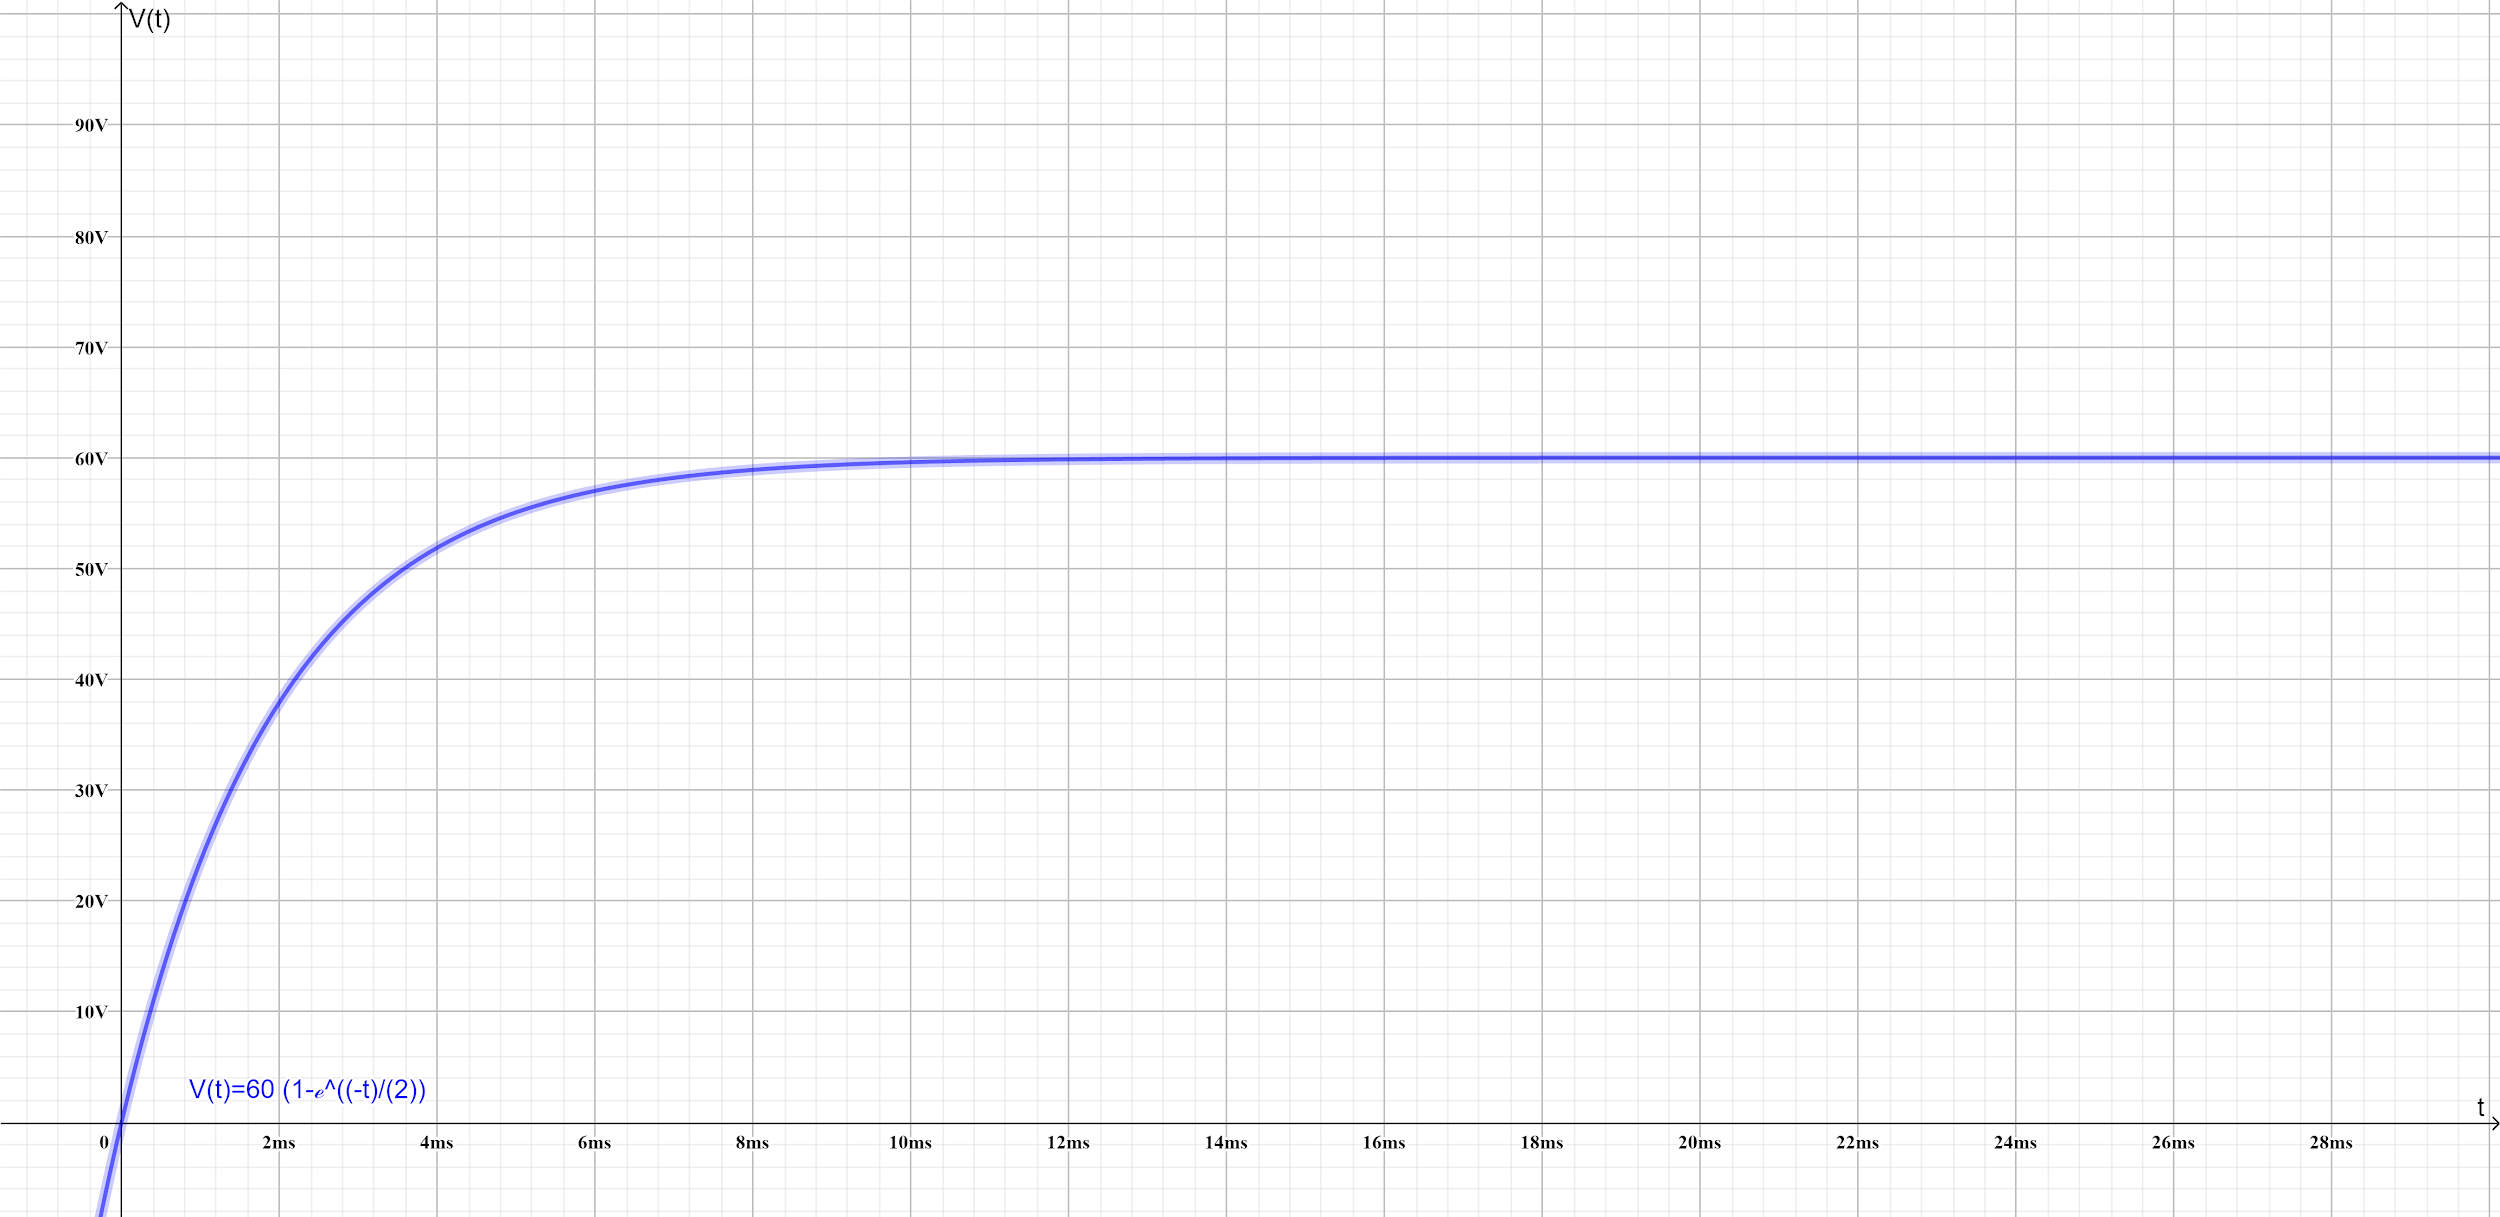 V(t)
90V
80V
70V
60V
50V
40V
30V
20V
10V
V(t)=60 (1-ℯ^((-t)/(2))
t
0 2ms 4ms 6ms 8ms 10ms 12ms 14ms 16ms 18ms 20ms 22ms 24ms 26ms 28ms